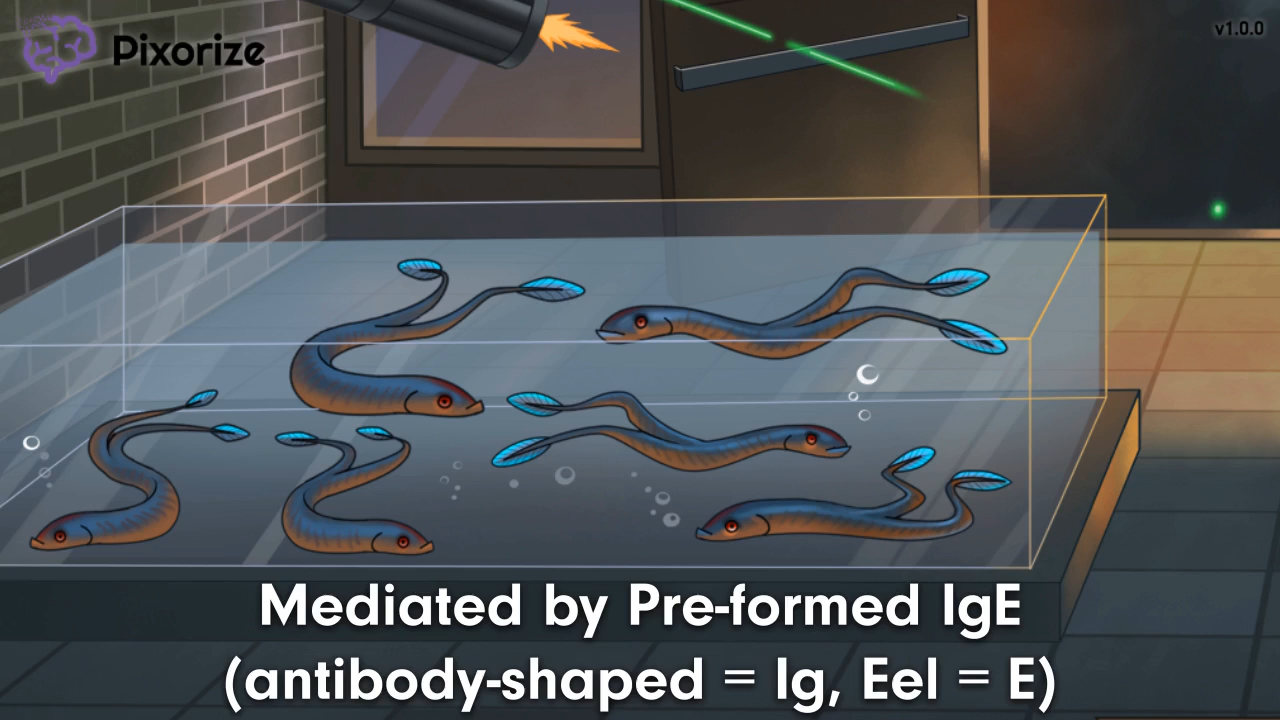 Pixorize
v1.0.0
Mediated by Pre-formed IgE
(antibody-shaped = Ig, Eel = E)